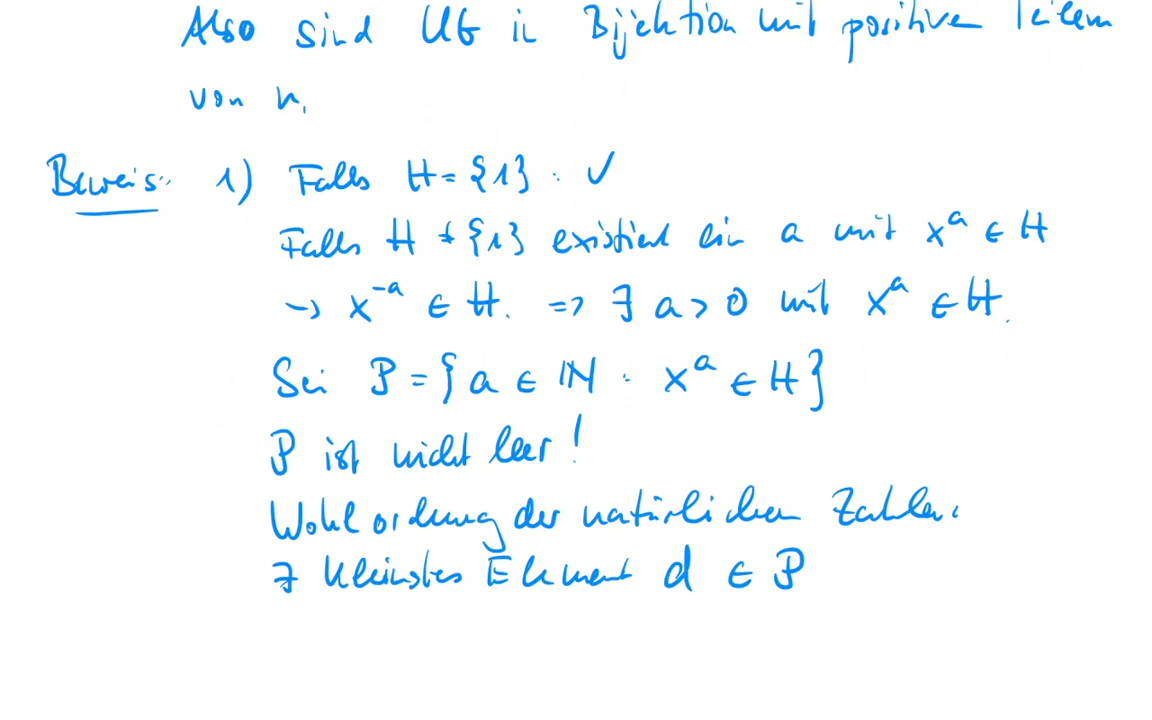 Also sind UG in Bijektion mit positive Teilern
von n.
Beweis: 1) Falls H = {1} : ✓
Falls H ≠ {1} existiert ein a mit x^a ∈ H
→ x^-a ∈ H. => ∃ a > 0 mit x^a ∈ H.
Sei P = { a ∈ ℕ : x^a ∈ H }
P ist nicht leer!
Wohlordnung der natürlichen Zahlen.
∃ kleinstes Element d ∈ P